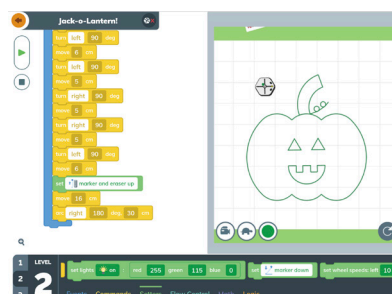 Jack-o-Lantern!
turn left 90 deg
move 6 cm
turn left 90 deg
move 5 cm
turn right 90 deg
move 5 cm
turn right 90 deg
move 5 cm
turn left 90 deg
move 6 cm
set marker and eraser up
move 16 cm
arc right 180 deg 30 cm
1
2
LEVEL
2
set lights on red 255 green 115 blue 0
set marker down
set wheel speeds: left 10
Events Commands Flow Control Logic